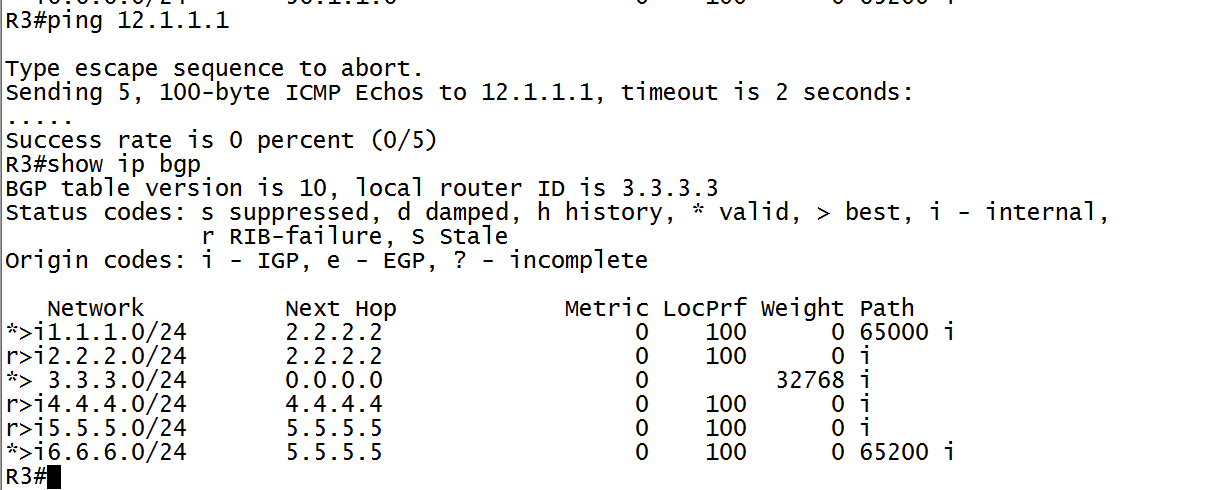 R3#ping 12.1.1.1
Type escape sequence to abort.
Sending 5, 100-byte ICMP Echos to 12.1.1.1, timeout is 2 seconds:
.....
Success rate is 0 percent (0/5)
R3#show ip bgp
BGP table version is 10, local router ID is 3.3.3.3
Status codes: s suppressed, d damped, h history, * valid, > best, i - internal,
              r RIB-failure, S Stale
Origin codes: i - IGP, e - EGP, ? - incomplete
   Network          Next Hop            Metric LocPrf Weight Path
*>i1.1.1.0/24       2.2.2.2                  0    100      0 65000 i
r>i2.2.2.0/24       2.2.2.2                  0    100      0 i
*> 3.3.3.0/24       0.0.0.0                  0         32768 i
r>i4.4.4.0/24       4.4.4.4                  0    100      0 i
r>i5.5.5.0/24       5.5.5.5                  0    100      0 i
*>i6.6.6.0/24       5.5.5.5                  0    100      0 65200 i
R3#